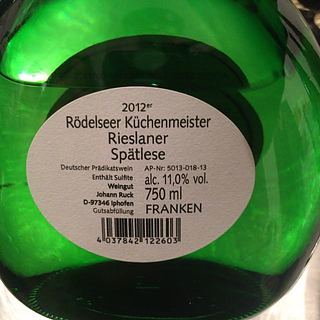 2012er
Rödelseer Küchenmeister
Rieslaner
Spätlese
Deutscher Prädikatswein AP-Nr: 5013-018-13
Enthält Sulfite alc. 11,0% vol.
Weingut
Johann Ruck 750 ml
D-97346 Iphofen
Gutsabfüllung FRANKEN
4 037842 122603